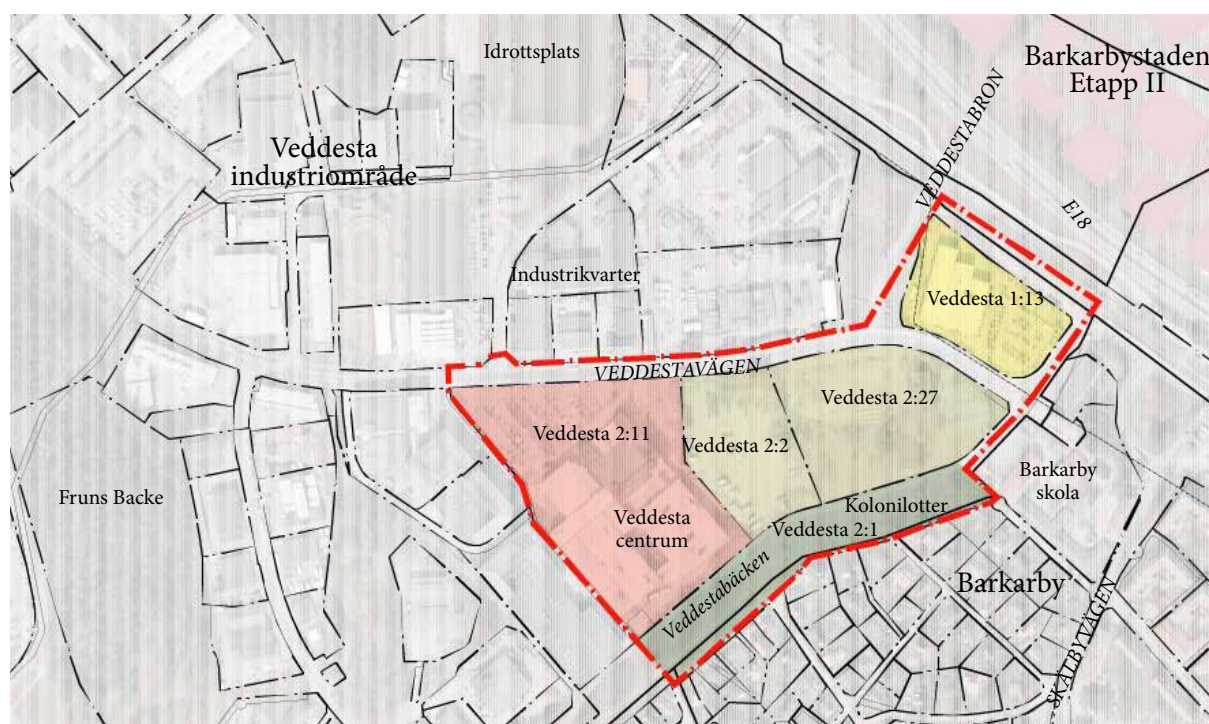 Idrottsplats
Barkarbystaden
Etapp II
VEDDESTABRON
Veddesta
industriområde
E18
Industrikvarter
Veddesta 1:13
VEDDESTAVÄGEN
Veddesta 2:27
Veddesta 2:11
Veddesta 2:2
Barkarby
skola
Fruns Backe
Kolonilotter
Veddesta
centrum
Veddesta 2:1
Veddestabäcken
Barkarby
SKÄLBYVÄGEN